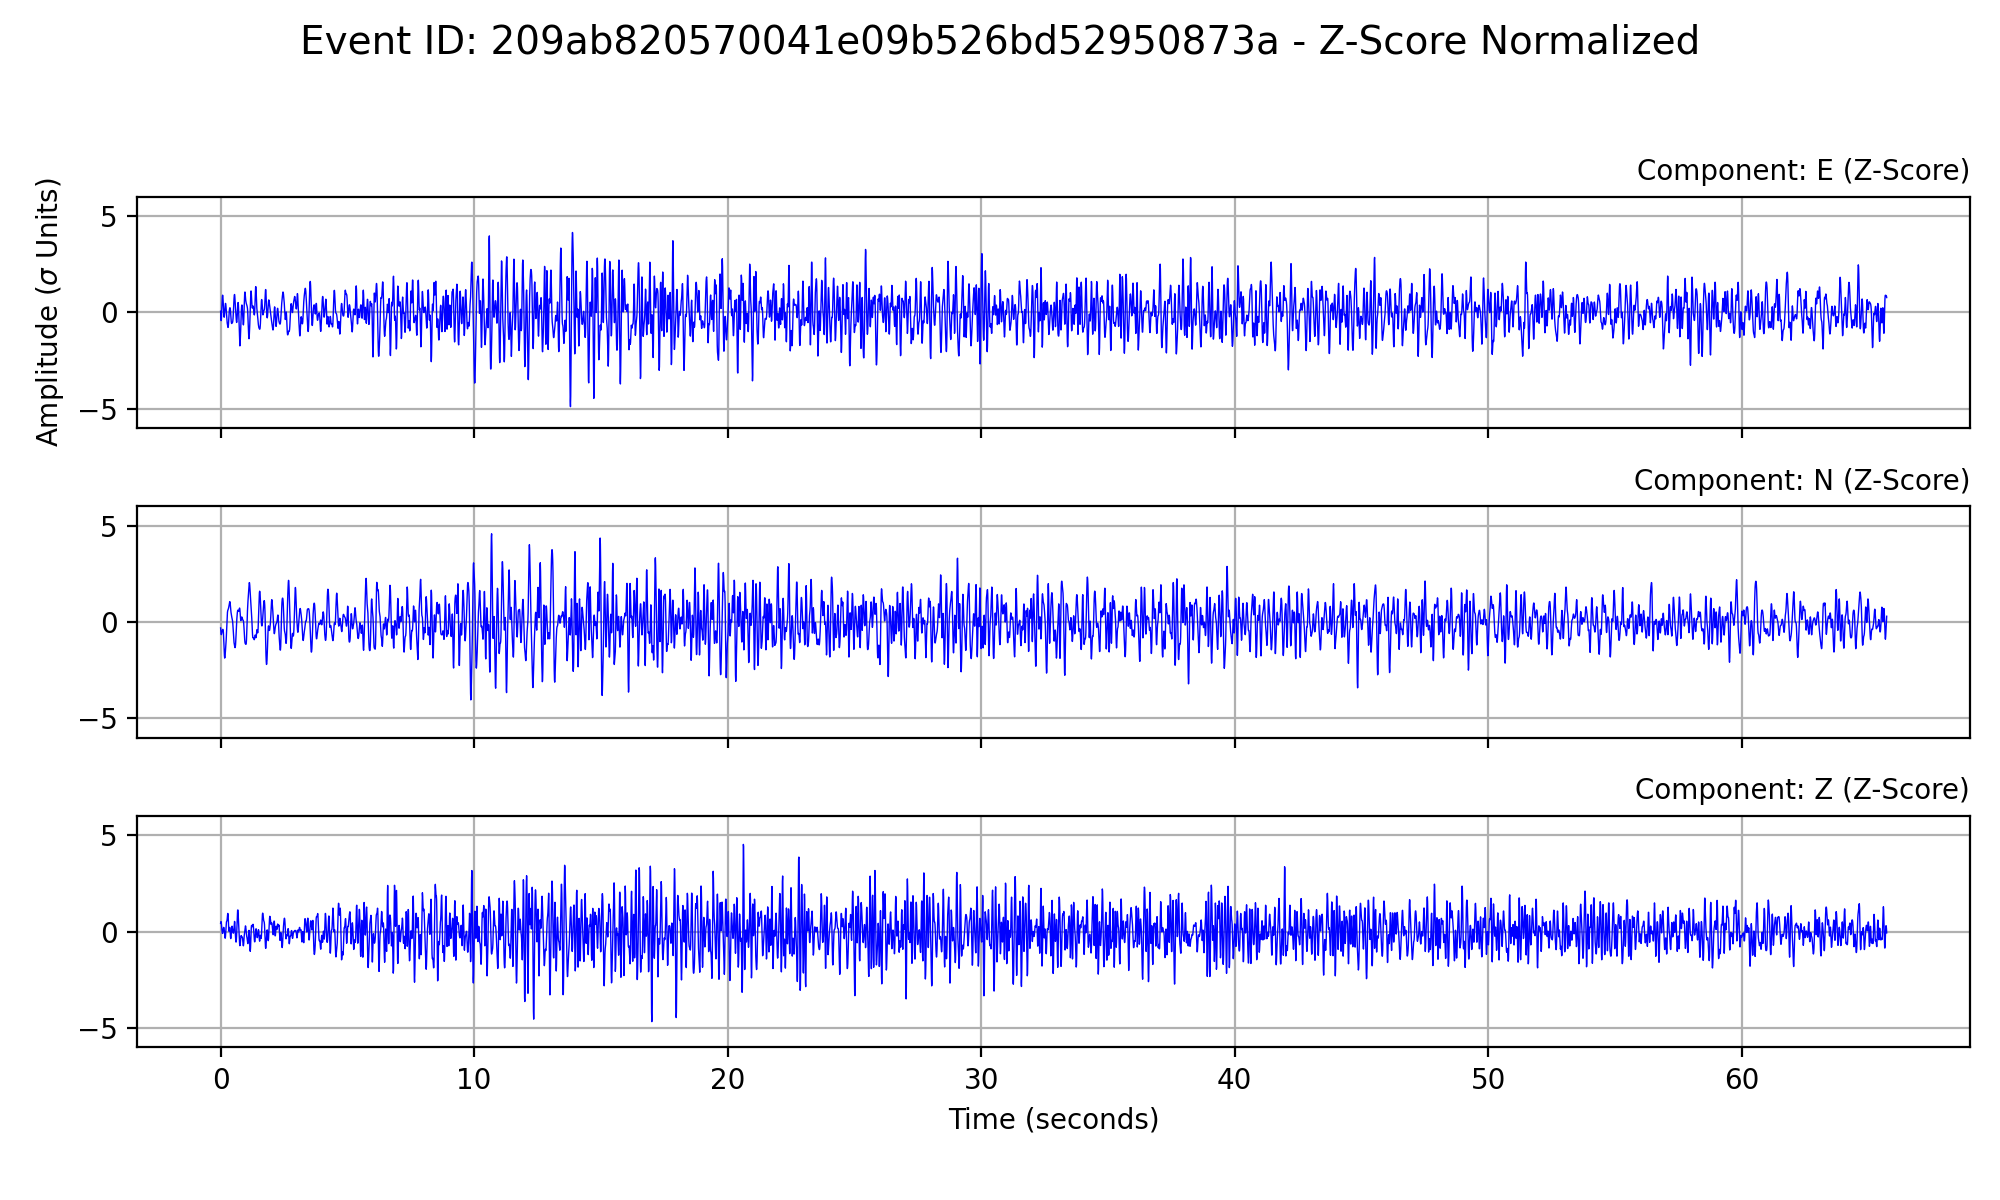 Event ID: 209ab820570041e09b526bd52950873a - Z-Score Normalized
Component: E (Z-Score)
Amplitude (σ Units)
5
0
−5
Component: N (Z-Score)
5
0
−5
Component: Z (Z-Score)
5
0
−5
0 10 20 30 40 50 60
Time (seconds)